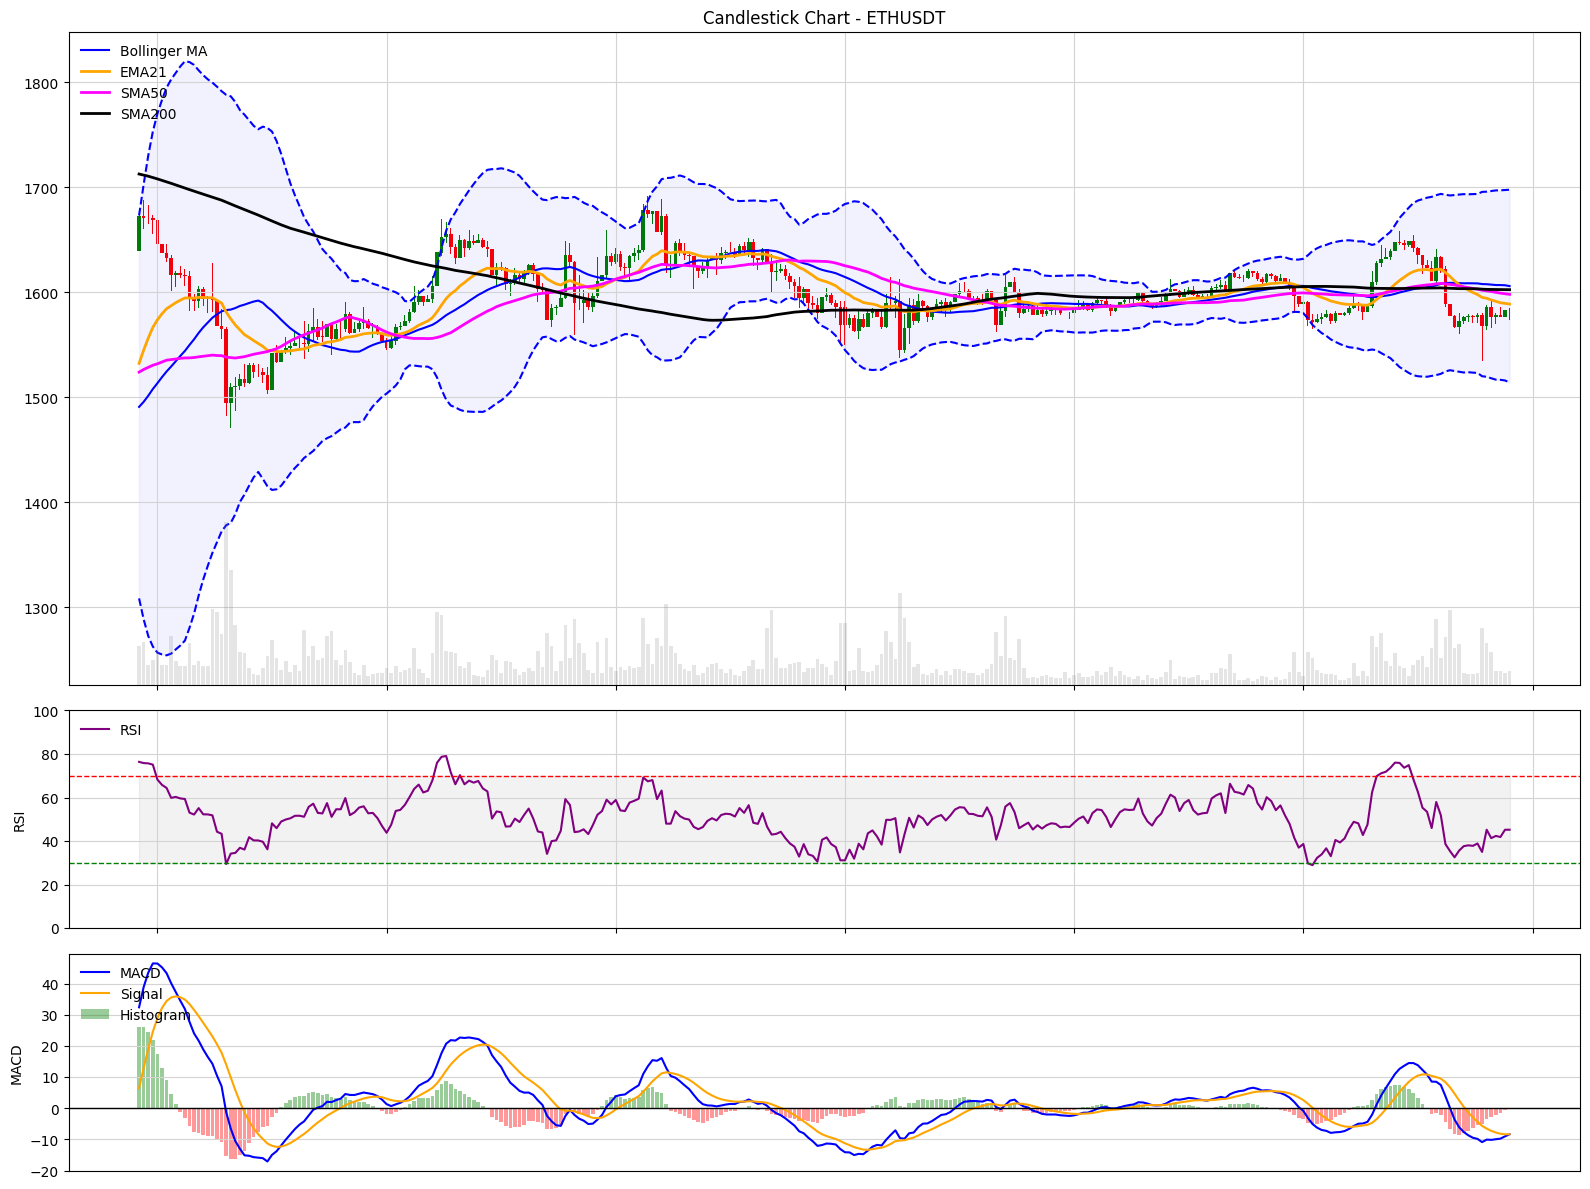 Candlestick Chart - ETHUSDT
Bollinger MA
EMA21
SMA50
SMA200
1800
1700
1600
1500
1400
1300
RSI
RSI
100
80
60
40
20
0
MACD
Signal
Histogram
MACD
40
30
20
10
0
−10
−20